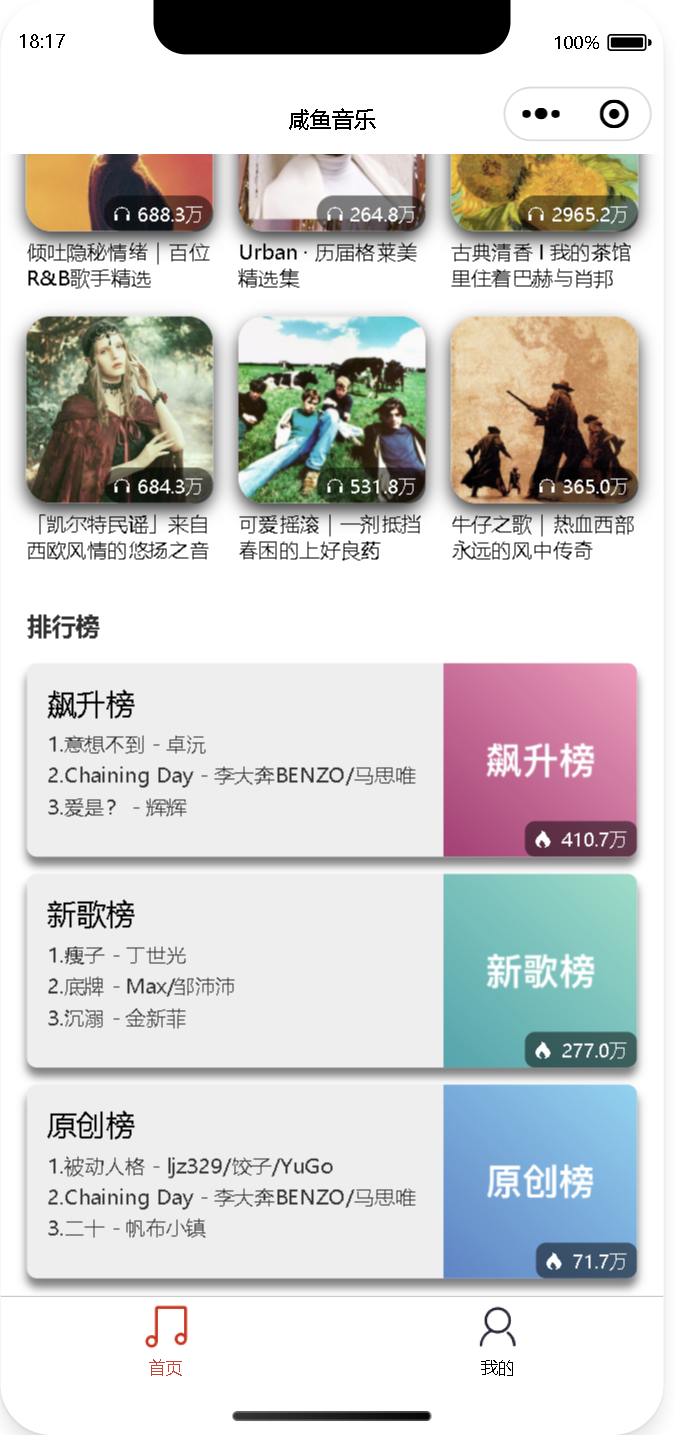 18:17
100%
咸鱼音乐
688.3万
264.8万
2965.2万
倾吐隐秘情绪｜百位
R&B歌手精选
Urban · 历届格莱美
精选集
古典清香 l 我的茶馆
里住着巴赫与肖邦
684.3万
531.8万
365.0万
「凯尔特民谣」来自
西欧风情的悠扬之音
可爱摇滚｜一剂抵挡
春困的上好良药
牛仔之歌｜热血西部
永远的风中传奇
排行榜
飙升榜
1.意想不到 - 卓沅
2.Chaining Day - 李大奔BENZO/马思唯
3.爱是？ - 辉辉
飙升榜
410.7万
新歌榜
1.瘦子 - 丁世光
2.底牌 - Max/邹沛沛
3.沉溺 - 金新菲
新歌榜
277.0万
原创榜
1.被动人格 - ljz329/饺子/YuGo
2.Chaining Day - 李大奔BENZO/马思唯
3.二十 - 帆布小镇
原创榜
71.7万
首页
我的